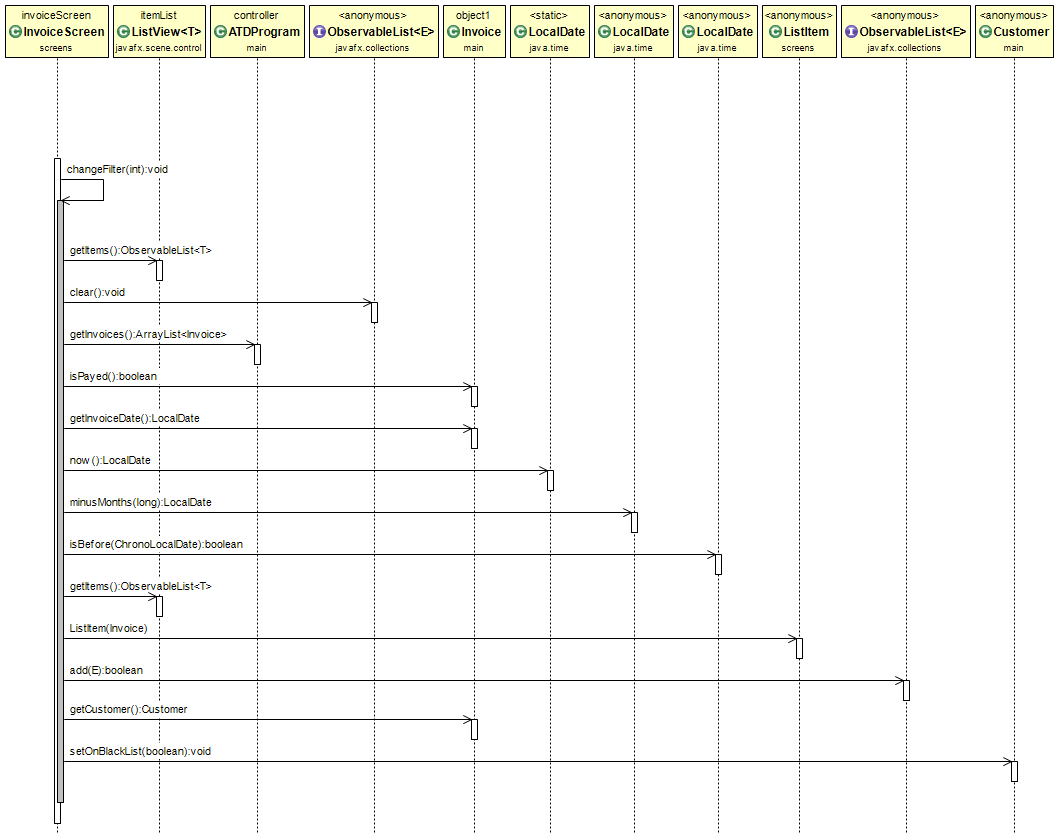 invoiceScreen
C InvoiceScreen
screens
itemList
C ListView<T>
javafx.scene.control
controller
C ATDProgram
main
<anonymous>
I ObservableList<E>
javafx.collections
object1
C Invoice
main
<static>
C LocalDate
java.time
<anonymous>
C LocalDate
java.time
<anonymous>
C LocalDate
java.time
<anonymous>
C ListItem
screens
<anonymous>
I ObservableList<E>
javafx.collections
<anonymous>
C Customer
main
changeFilter(int):void
getItems():ObservableList<T>
clear():void
getInvoices():ArrayList<Invoice>
isPayed():boolean
getInvoiceDate():LocalDate
now():LocalDate
minusMonths(long):LocalDate
isBefore(ChronoLocalDate):boolean
getItems():ObservableList<T>
ListItem(Invoice)
add(E):boolean
getCustomer():Customer
setOnBlackList(boolean):void